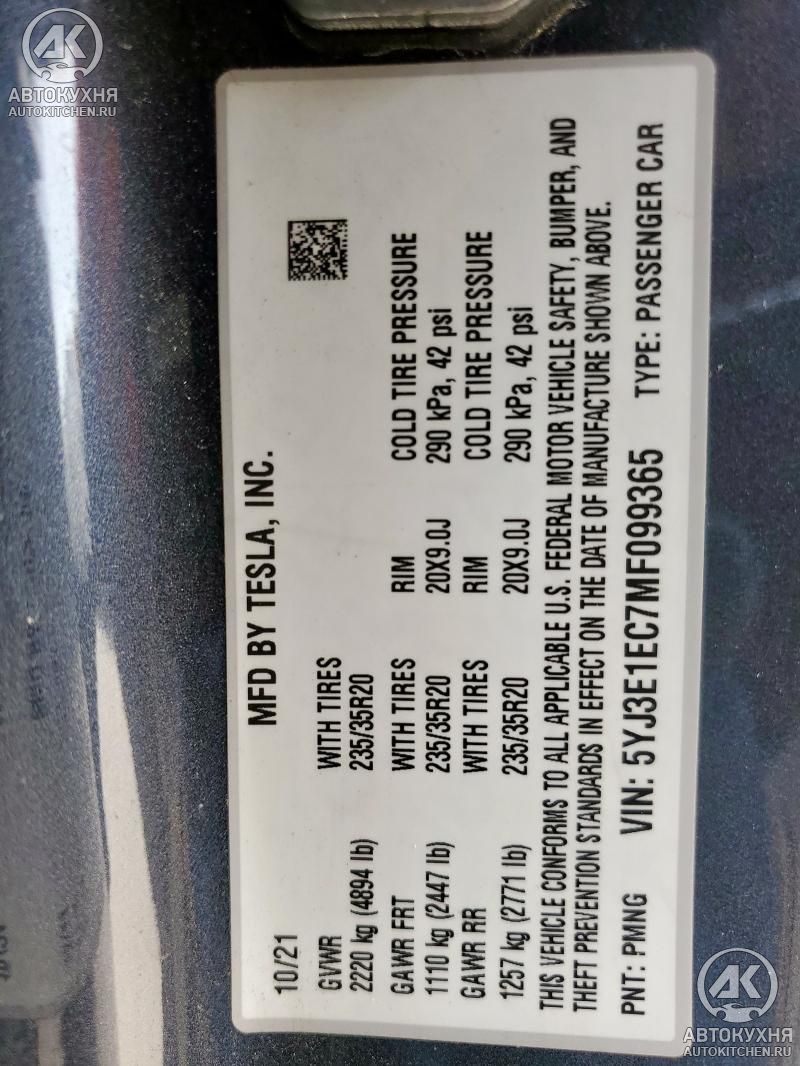 AK
АВТОКУХНЯ
AUTOKITCHEN.RU
MFD BY TESLA, INC.
10/21
GVWR WITH TIRES
2220 kg (4894 lb) 235/35R20
GAWR FRT WITH TIRES RIM COLD TIRE PRESSURE
1110 kg (2447 lb) 235/35R20 20X9.0J 290 kPa, 42 psi
GAWR RR WITH TIRES RIM COLD TIRE PRESSURE
1257 kg (2771 lb) 235/35R20 20X9.0J 290 kPa, 42 psi
THIS VEHICLE CONFORMS TO ALL APPLICABLE U.S. FEDERAL MOTOR VEHICLE SAFETY, BUMPER, AND
THEFT PREVENTION STANDARDS IN EFFECT ON THE DATE OF MANUFACTURE SHOWN ABOVE.
PNT: PMNG VIN: 5YJ3E1EC7MF099365 TYPE: PASSENGER CAR
AK
АВТОКУХНЯ
AUTOKITCHEN.RU